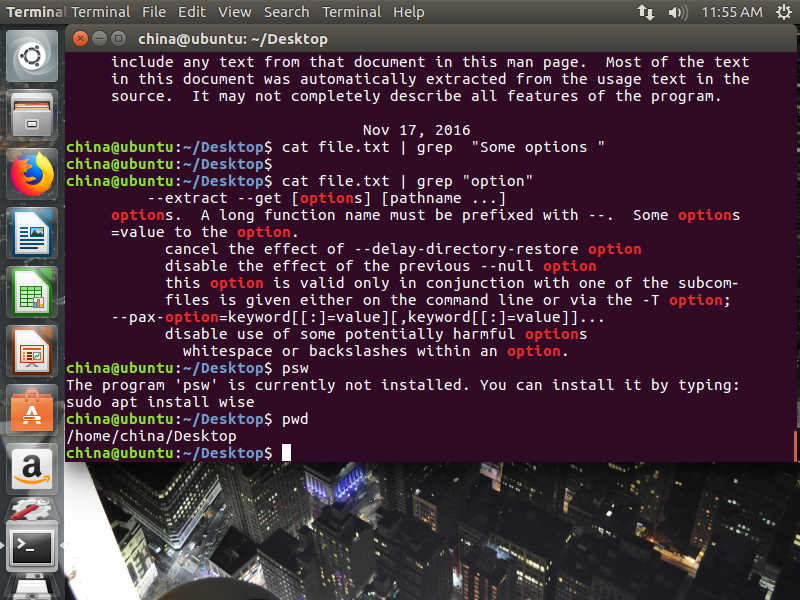 Terminal Terminal File Edit View Search Terminal Help 11:55 AM
china@ubuntu: ~/Desktop
include any text from that document in this man page.  Most of the text
in this document was automatically extracted from the usage text in the
source.  It may not completely describe all features of the program.
Nov 17, 2016
china@ubuntu:~/Desktop$ cat file.txt | grep  "Some options "
china@ubuntu:~/Desktop$
china@ubuntu:~/Desktop$ cat file.txt | grep "option"
--extract --get [options] [pathname ...]
options.  A long function name must be prefixed with --.  Some options
=value to the option.
cancel the effect of --delay-directory-restore option
disable the effect of the previous --null option
this option is valid only in conjunction with one of the subcom-
files is given either on the command line or via the -T option;
--pax-option=keyword[[:]=value][,keyword[[:]=value]]...
disable use of some potentially harmful options
whitespace or backslashes within an option.
china@ubuntu:~/Desktop$ psw
The program 'psw' is currently not installed. You can install it by typing:
sudo apt install wise
china@ubuntu:~/Desktop$ pwd
/home/china/Desktop
china@ubuntu:~/Desktop$